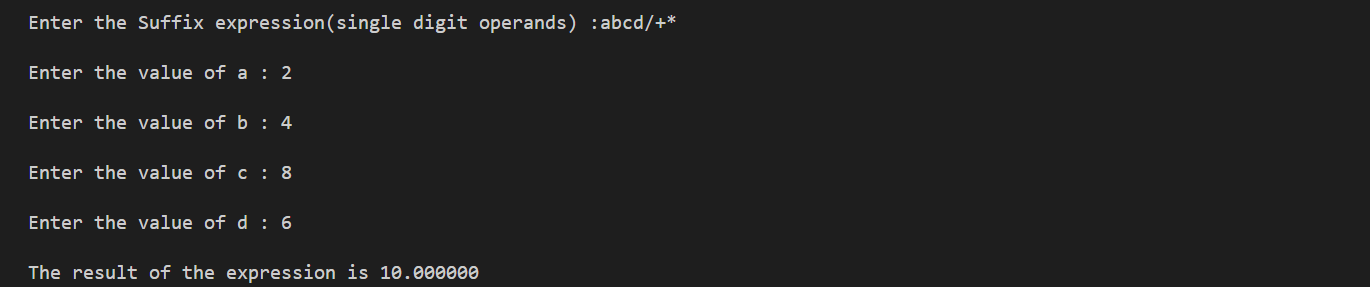 Enter the Suffix expression(single digit operands) :abcd/+*
Enter the value of a : 2
Enter the value of b : 4
Enter the value of c : 8
Enter the value of d : 6
The result of the expression is 10.000000